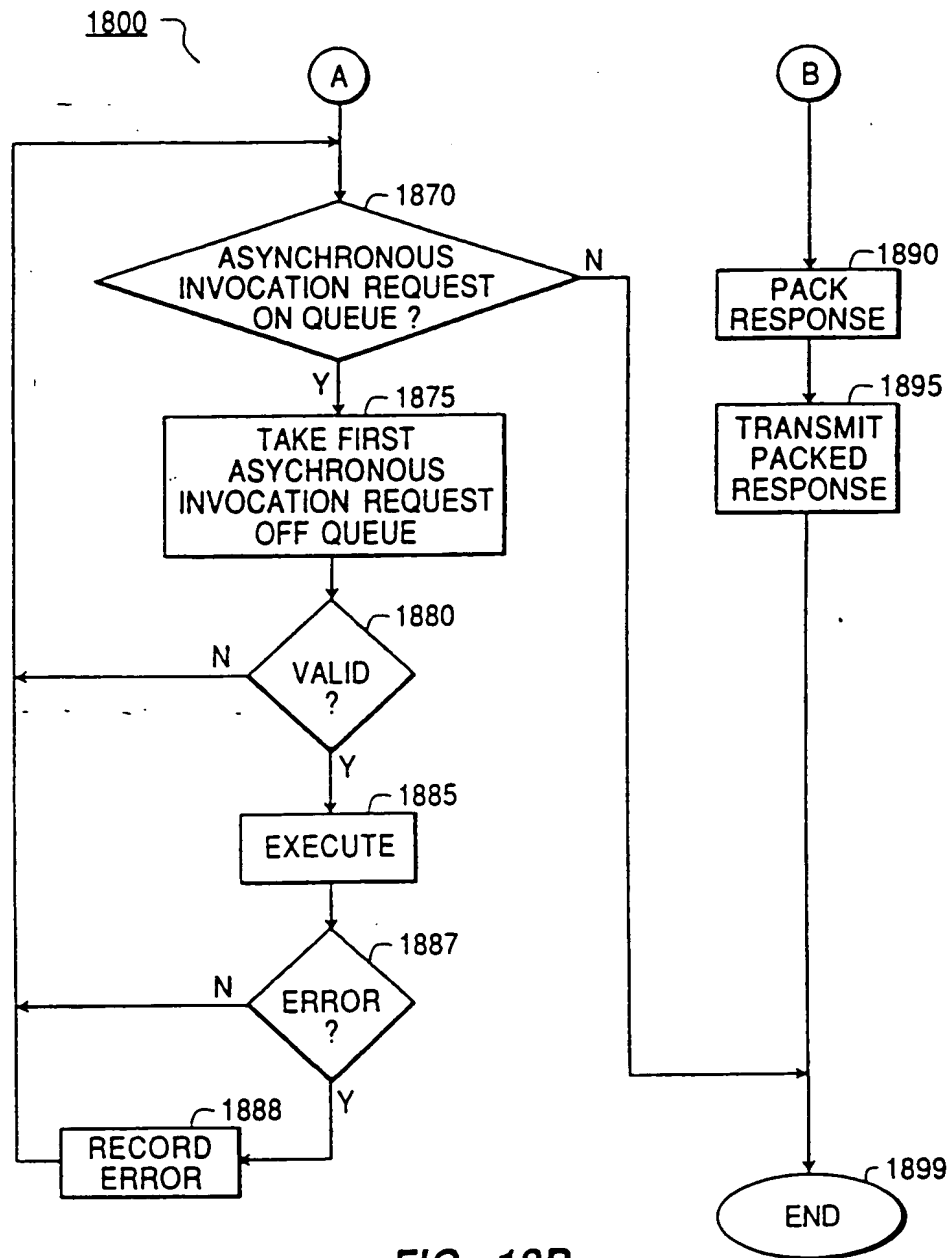 1800
A
B
1870
ASYNCHRONOUS
INVOCATION REQUEST
ON QUEUE ?
N
Y
1875
TAKE FIRST
ASYCHRONOUS
INVOCATION REQUEST
OFF QUEUE
1880
VALID
?
N
Y
1885
EXECUTE
1887
ERROR
?
N
Y
1888
RECORD
ERROR
1890
PACK
RESPONSE
1895
TRANSMIT
PACKED
RESPONSE
1899
END